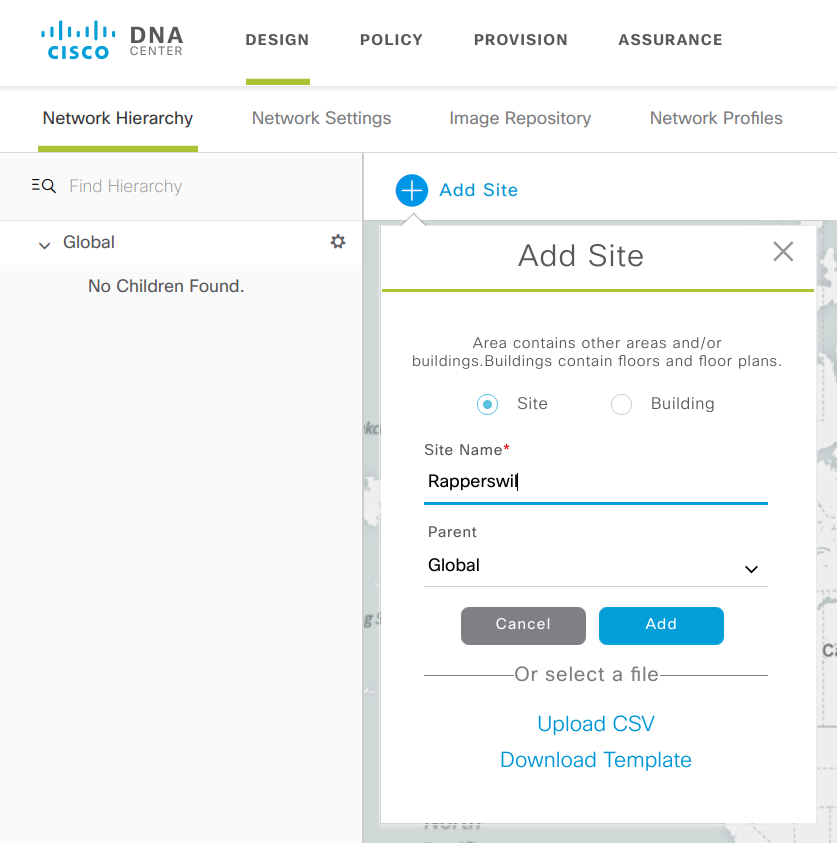 CISCO DNA CENTER
DESIGN POLICY PROVISION ASSURANCE
Network Hierarchy Network Settings Image Repository Network Profiles
Find Hierarchy
Add Site
Global
No Children Found.
Add Site
Area contains other areas and/or
buildings.Buildings contain floors and floor plans.
Site Building
Site Name*
Rapperswil
Parent
Global
Cancel Add
Or select a file
Upload CSV
Download Template
North